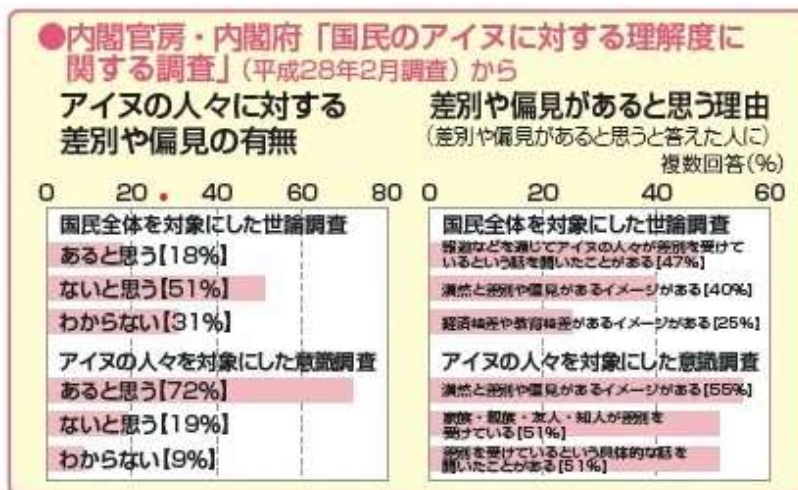 ●内閣官房・内閣府「国民のアイヌに対する理解度に
関する調査」(平成28年2月調査)から
アイヌの人々に対する
差別や偏見の有無
0 20 40 60 80
国民全体を対象にした世論調査
あると思う【18%】
ないと思う【51%】
わからない【31%】
アイヌの人々を対象にした意識調査
あると思う【72%】
ないと思う【19%】
わからない【9%】
差別や偏見があると思う理由
(差別や偏見があると思うと答えた人に)
複数回答(%)
0 20 40 60
国民全体を対象にした世論調査
報道などを通じてアイヌの人々が差別を受けて
いるという話を聞いたことがある【47%】
漠然と差別や偏見があるイメージがある【40%】
経済格差や教育格差があるイメージがある【25%】
アイヌの人々を対象にした意識調査
漠然と差別や偏見があるイメージがある【55%】
家族・親族・友人・知人が差別を
受けている【51%】
差別を受けているという具体的な話を
聞いたことがある【51%】